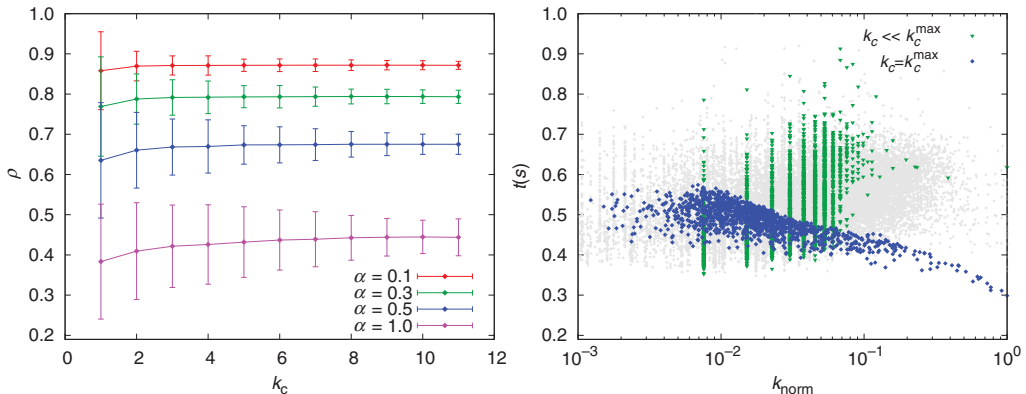 1.0
0.9
0.8
0.7
0.6
0.5
0.4
0.3
0.2
ρ
0 2 4 6 8 10 12
k_c
α = 0.1
α = 0.3
α = 0.5
α = 1.0
1.0
0.9
0.8
0.7
0.6
0.5
0.4
0.3
0.2
t(s)
10^−3 10^−2 10^−1 10^0
k_norm
k_c << k_c^max
k_c=k_c^max